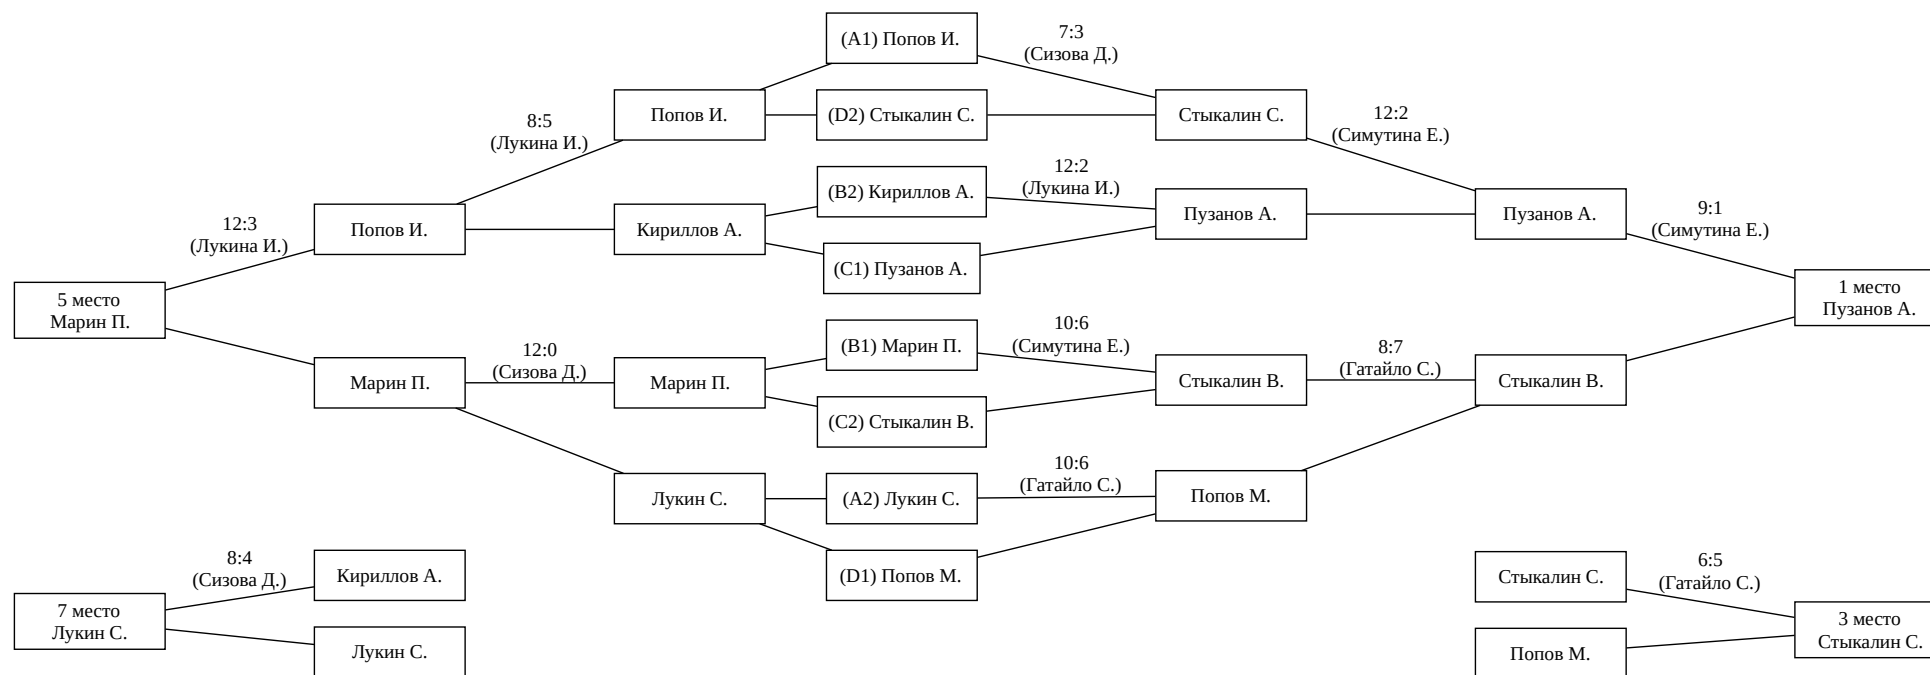 (A1) Попов И.
7:3
(Сизова Д.)
Попов И.
(D2) Стыкалин С.
Стыкалин С.
8:5
(Лукина И.)
12:2
(Симутина Е.)
(B2) Кириллов А.
12:2
(Лукина И.)
12:3
(Лукина И.)
Попов И.
Кириллов А.
Пузанов А.
Пузанов А.
9:1
(Симутина Е.)
(C1) Пузанов А.
5 место
Марин П.
1 место
Пузанов А.
(B1) Марин П.
10:6
(Симутина Е.)
12:0
(Сизова Д.)
8:7
(Гатайло С.)
Марин П.
Марин П.
Стыкалин В.
Стыкалин В.
(C2) Стыкалин В.
10:6
(Гатайло С.)
Лукин С.
(A2) Лукин С.
Попов М.
8:4
(Сизова Д.)
Кириллов А.
(D1) Попов М.
Стыкалин С.
6:5
(Гатайло С.)
7 место
Лукин С.
3 место
Стыкалин С.
Лукин С.
Попов М.